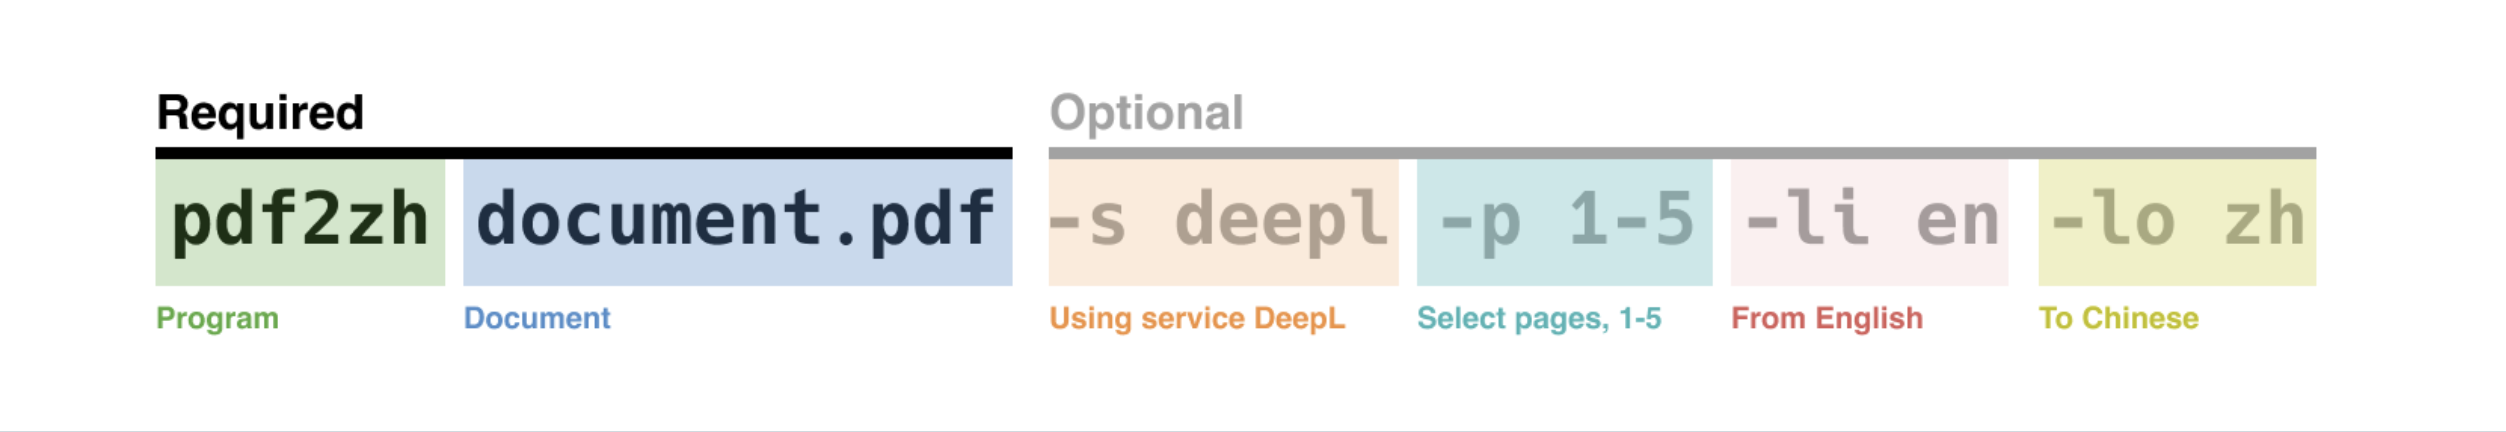 Required Optional
pdf2zh document.pdf -s deepl -p 1-5 -li en -lo zh
Program Document Using service DeepL Select pages, 1-5 From English To Chinese